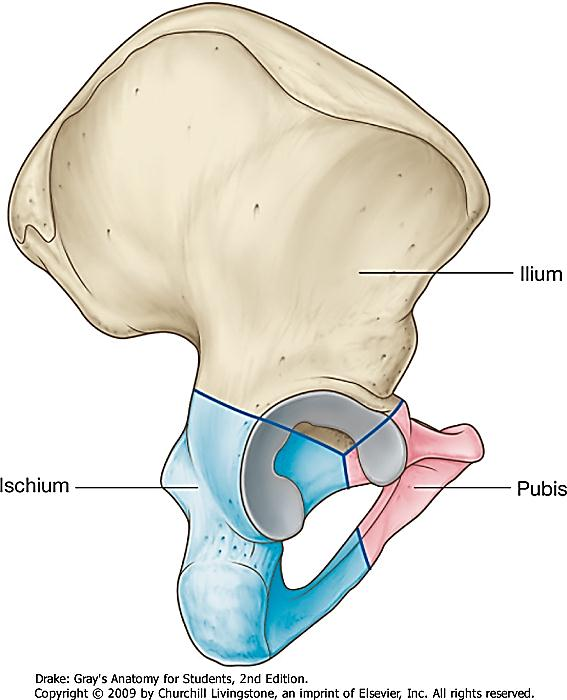 Ilium
Ischium
Pubis
Drake: Gray's Anatomy for Students, 2nd Edition.
Copyright © 2009 by Churchill Livingstone, an imprint of Elsevier, Inc. All rights reserved.